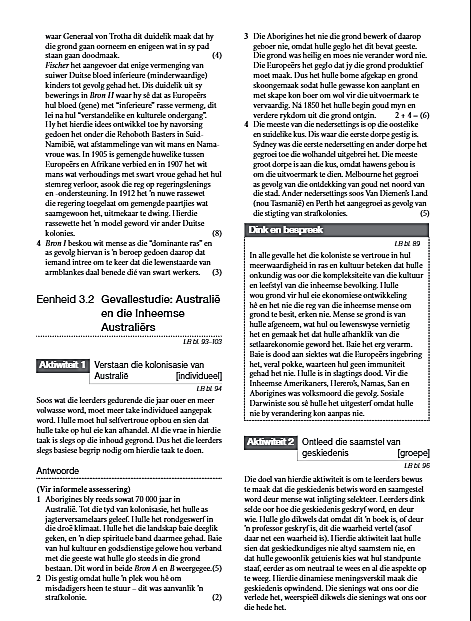 waar Generaal von Trotha dit duidelik maak dat hy
die grond gaan oorneem en enigeen wat in sy pad
staan gaan doodmaak. (4)
Fischer het aangevoer dat enige vermenging van
suiwer Duitse bloed inferieure (minderwaardige)
kinders tot gevolg gehad het. Dis duidelik uit sy
bewerings in Bron II waar hy sê dat as Europeërs
hul bloed (gene) met “inferieure” rasse vermeng, dit
lei na hul “verstandelike en kulturele ondergang”.
Hy het hierdie idees ontwikkel toe hy navorsing
gedoen het onder die Rehoboth Basters in Suid-
Namibië, wat afstammelinge van wit mans en Nama-
vroue was. In 1905 is gemengde huwelike tussen
Europeërs en Afrikane verbied en in 1907 het wit
mans wat verhoudings met swart vroue gehad het hul
stemreg verloor, asook die reg op regeringslenings
en -ondersteuning. In 1912 het ’n nuwe rassewet
die regering toegelaat om gemengde paartjies wat
saamgewoon het, uitmekaar te dwing. Hierdie
rassewette het ’n model geword vir ander Duitse
kolonies. (8)
4 Bron I beskou wit mense as die “dominante ras” en
as gevolg hiervan is ’n beroep gedoen daarop dat
iemand intree om te keer dat die lewenstaarde van
armblankes daal benede dié van swart werkers. (3)
Eenheid 3.2 Gevallestudie: Australië
en die Inheemse
Australiërs
LB bl. 93–103
Aktiwiteit 1 Verstaan die kolonisasie van
Australië [individueel]
LB bl. 94
Soos wat die leerders gedurende die jaar ouer en meer
volwasse word, moet meer take individueel aangepak
word. Hulle moet hul selfvertroue opbou en sien dat
hulle take op hul eie kan afhandel. Al die vrae in hierdie
taak is slegs op die inhoud gegrond. Dus het die leerders
slegs basiese begrip nodig om hierdie taak te doen.
Antwoorde
(Vir informele assessering)
1 Aborigines bly reeds sowat 70 000 jaar in
Australië. Tot die tyd van kolonisasie, het hulle as
jagterversamelaars geleef. Hulle het rondgeswerf in
die droë klimaat. Hulle het die landskap baie deeglik
geken, en ’n diep spirituele band daarmee gehad. Baie
van hul kultuur en godsdienstige gelowe hou verband
met die geeste wat hulle glo steeds in die grond
bestaan. Dit word in beide Bron A en B weergegee. (5)
2 Dis gestig omdat hulle ’n plek wou hê om
misdadigers heen te stuur – dit was aanvanklik ’n
strafkolonie. (2)
3 Die Aborigines het nie die grond bewerk of daarop
geboer nie, omdat hulle geglo het dit bevat geeste.
Die grond was heilig en moes nie verander word nie.
Die Europeërs het geglo dat jy die grond produktief
moet maak. Dus het hulle bome afgekap en grond
skoongemaak sodat hulle gewasse kon aanplant en
met skape kon boer om wol vir die uitvoermark te
vervaardig. Ná 1850 het hulle begin goud myn en
verdere rykdom uit die grond ontgin. 2 + 4 = (6)
4 Die meeste van die nedersettings is op die oostelike
en suidelike kus. Dis waar die eerste dorpe gestig is.
Sydney was die eerste nedersetting en ander dorpe het
gegroei toe die wolhandel uitgebrei het. Die meeste
groot dorpe is aan die kus, omdat hawens gebou is
om die uitvoermark te dien. Melbourne het gegroei
as gevolg van die ontdekking van goud net noord van
die stad. Ander nedersettings soos Van Diemen’s Land
(nou Tasmanië) en Perth het aangegroei as gevolg van
die stigting van strafkolonies. (5)
Dink en bespreek
LB bl. 89
In alle gevalle het die koloniste se vertroue in hul
meerwaardigheid in ras en kultuur beteken dat hulle
onkundig was oor die kompleksiteite van die kultuur
en leefstyl van die inheemse bevolking. Hulle
wou grond vir hul eie ekonomiese ontwikkeling
hê en het nie die reg van die inheemse mense om
grond te besit, erken nie. Mense se grond is van
hulle afgeneem, wat hul ou lewenswyse vernietig
het en gemaak het dat hulle afhanklik van die
setlaarekonomie geword het. Baie het erg verarm.
Baie is dood aan siektes wat die Europeërs ingebring
het, veral pokke, waarteen hul geen immuniteit
gehad het nie. Hulle is in slagtings dood. Vir die
Inheemse Amerikaners, Herero’s, Namas, San en
Aborigines was volksmoord die gevolg. Sosiale
Darwiniste sou sê hulle het uitgesterf omdat hulle
nie by verandering kon aanpas nie.
Aktiwiteit 2 Ontleed die saamstel van
geskiedenis [groepe]
LB bl. 96
Die doel van hierdie aktiwiteit is om te leerders bewus
te maak dat die geskiedenis betwis word en saamgestel
word deur mense wat inligting selekteer. Leerders dink
selde oor hoe die geskiedenis geskryf word, en deur
wie. Hulle glo dikwels dat omdat dit ’n boek is, of deur
’n professor geskryf is, dit die waarheid vertel (asof
daar net een waarheid is). Hierdie aktiwiteit laat hulle
sien dat geskiedkundiges nie altyd saamstem nie, en
dat hulle gewoonlik getuienis kies wat hul standpunte
staaf, eerder as om neutraal te wees en al die aspekte op
te weeg. Hierdie dinamiese meningsverskil maak die
geskiedenis opwindend. Die sienings wat ons oor die
verlede het, weerspieël dikwels die sienings wat ons oor
die hede het.